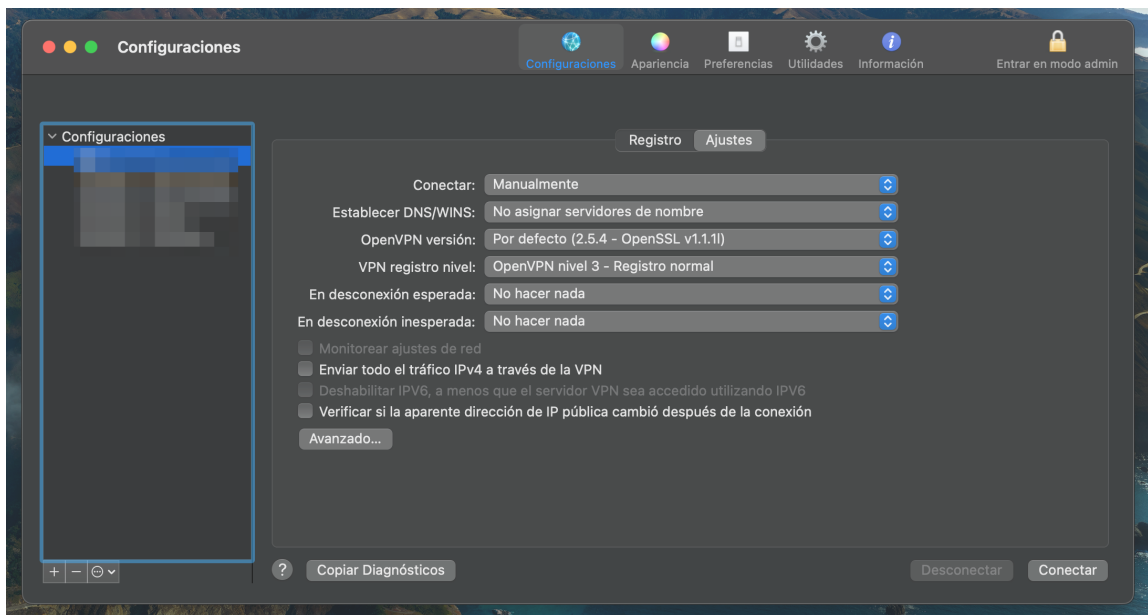 Configuraciones
Configuraciones Apariencia Preferencias Utilidades Información Entrar en modo admin
Configuraciones
Registro Ajustes
Conectar: Manualmente
Establecer DNS/WINS: No asignar servidores de nombre
OpenVPN versión: Por defecto (2.5.4 - OpenSSL v1.1.1l)
VPN registro nivel: OpenVPN nivel 3 - Registro normal
En desconexión esperada: No hacer nada
En desconexión inesperada: No hacer nada
Monitorear ajustes de red
Enviar todo el tráfico IPv4 a través de la VPN
Deshabilitar IPV6, a menos que el servidor VPN sea accedido utilizando IPV6
Verificar si la aparente dirección de IP pública cambió después de la conexión
Avanzado...
? Copiar Diagnósticos Desconectar Conectar